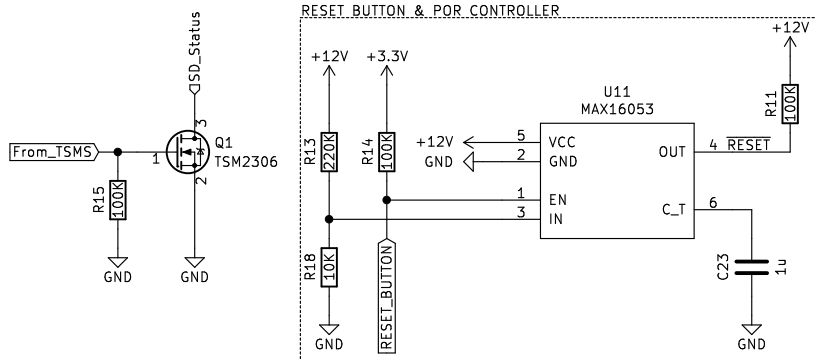 RESET BUTTON & POR CONTROLLER
SD_Status
3
From_TSMS
1
Q1
TSM2306
2
R15
100K
GND
GND
+12V
+3.3V
R13
220K
R14
100K
R18
10K
GND
RESET_BUTTON
U11
MAX16053
+12V
5
VCC
GND
2
GND
1
EN
3
IN
OUT
4
RESET
C_T
6
+12V
R11
100K
C23
1u
GND